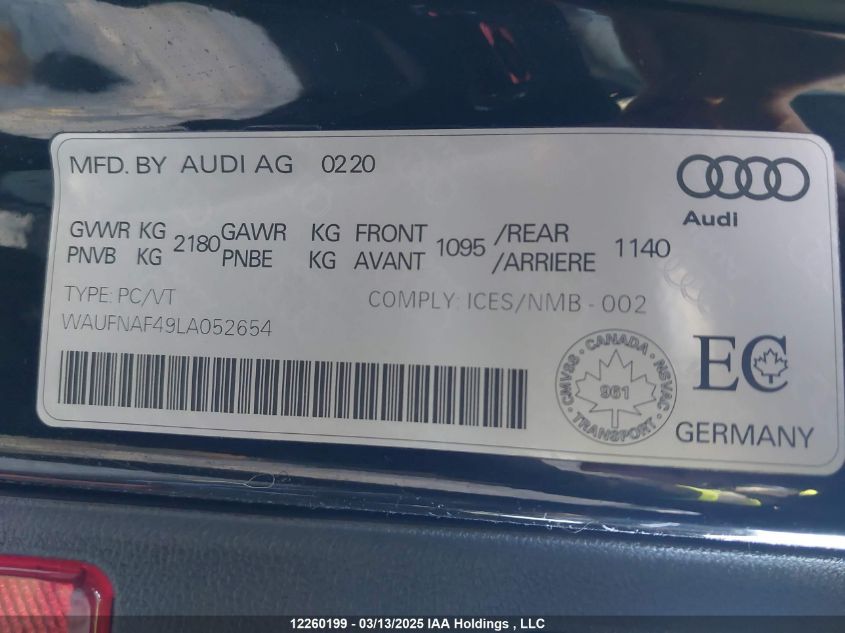 MFD. BY AUDI AG 0220
Audi
GVWR KG 2180 GAWR KG FRONT 1095 /REAR 1140
PNVB KG PNBE KG AVANT /ARRIERE
TYPE: PC/VT COMPLY: ICES/NMB - 002
WAUFNAF49LA052654
CMVSS • CANADA • NSVAC • TRANSPORT •
961
EC
GERMANY
12260199 - 03/13/2025 IAA Holdings , LLC